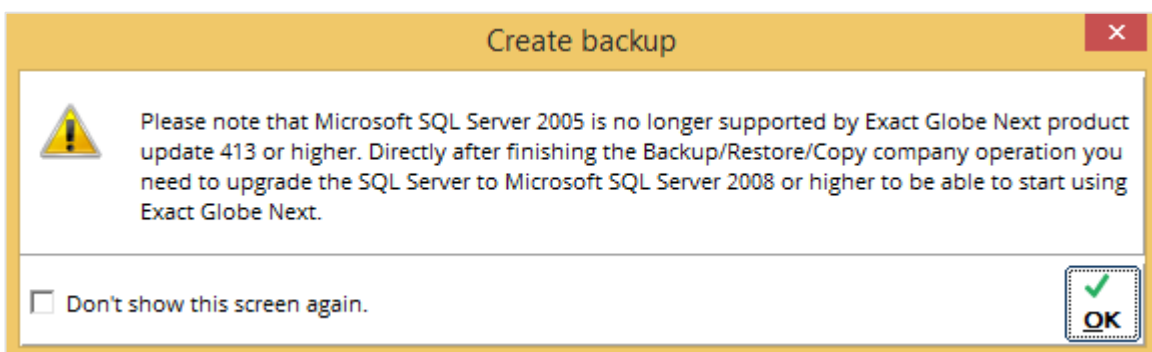 Create backup
Please note that Microsoft SQL Server 2005 is no longer supported by Exact Globe Next product
update 413 or higher. Directly after finishing the Backup/Restore/Copy company operation you
need to upgrade the SQL Server to Microsoft SQL Server 2008 or higher to be able to start using
Exact Globe Next.
Don't show this screen again.
OK